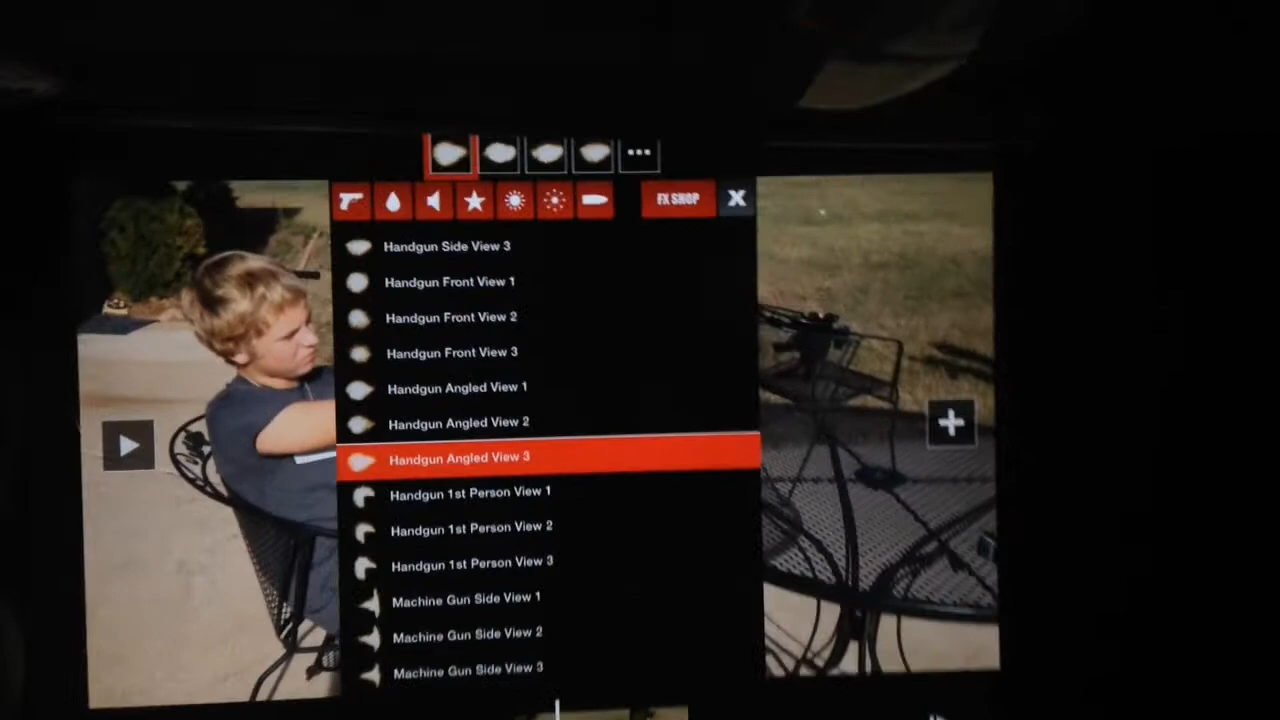 FX SHOP X
Handgun Side View 3
Handgun Front View 1
Handgun Front View 2
Handgun Front View 3
Handgun Angled View 1
Handgun Angled View 2
Handgun Angled View 3
Handgun 1st Person View 1
Handgun 1st Person View 2
Handgun 1st Person View 3
Machine Gun Side View 1
Machine Gun Side View 2
Machine Gun Side View 3